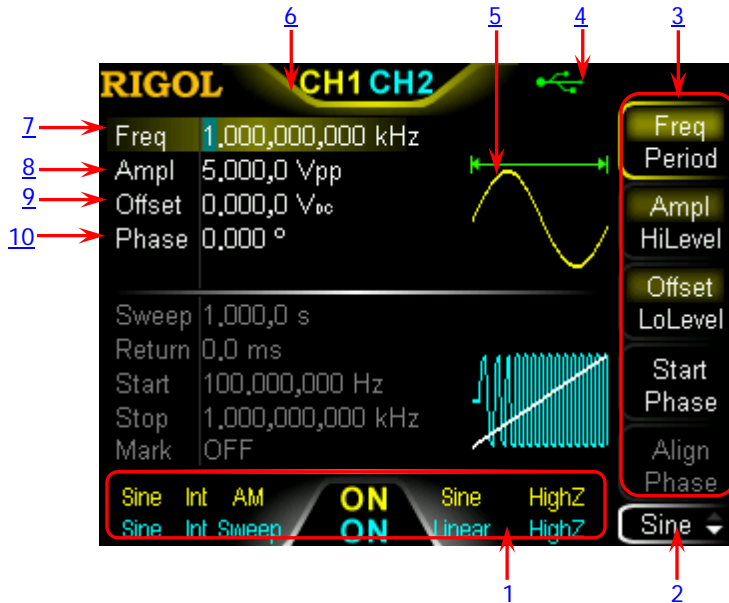 6 5 4 3
RIGOL CH1 CH2
7 Freq 1.000,000,000 kHz
8 Ampl 5.000,0 Vpp
9 Offset 0.000,0 VDC
10 Phase 0.000 °
Sweep 1.000,0 s
Return 0.0 ms
Start 100.000,000 Hz
Stop 1.000,000,000 kHz
Mark OFF
Freq
Period
Ampl
HiLevel
Offset
LoLevel
Start
Phase
Align
Phase
Sine Int AM ON Sine HighZ
Sine Int Sweep ON Linear HighZ
Sine
1 2